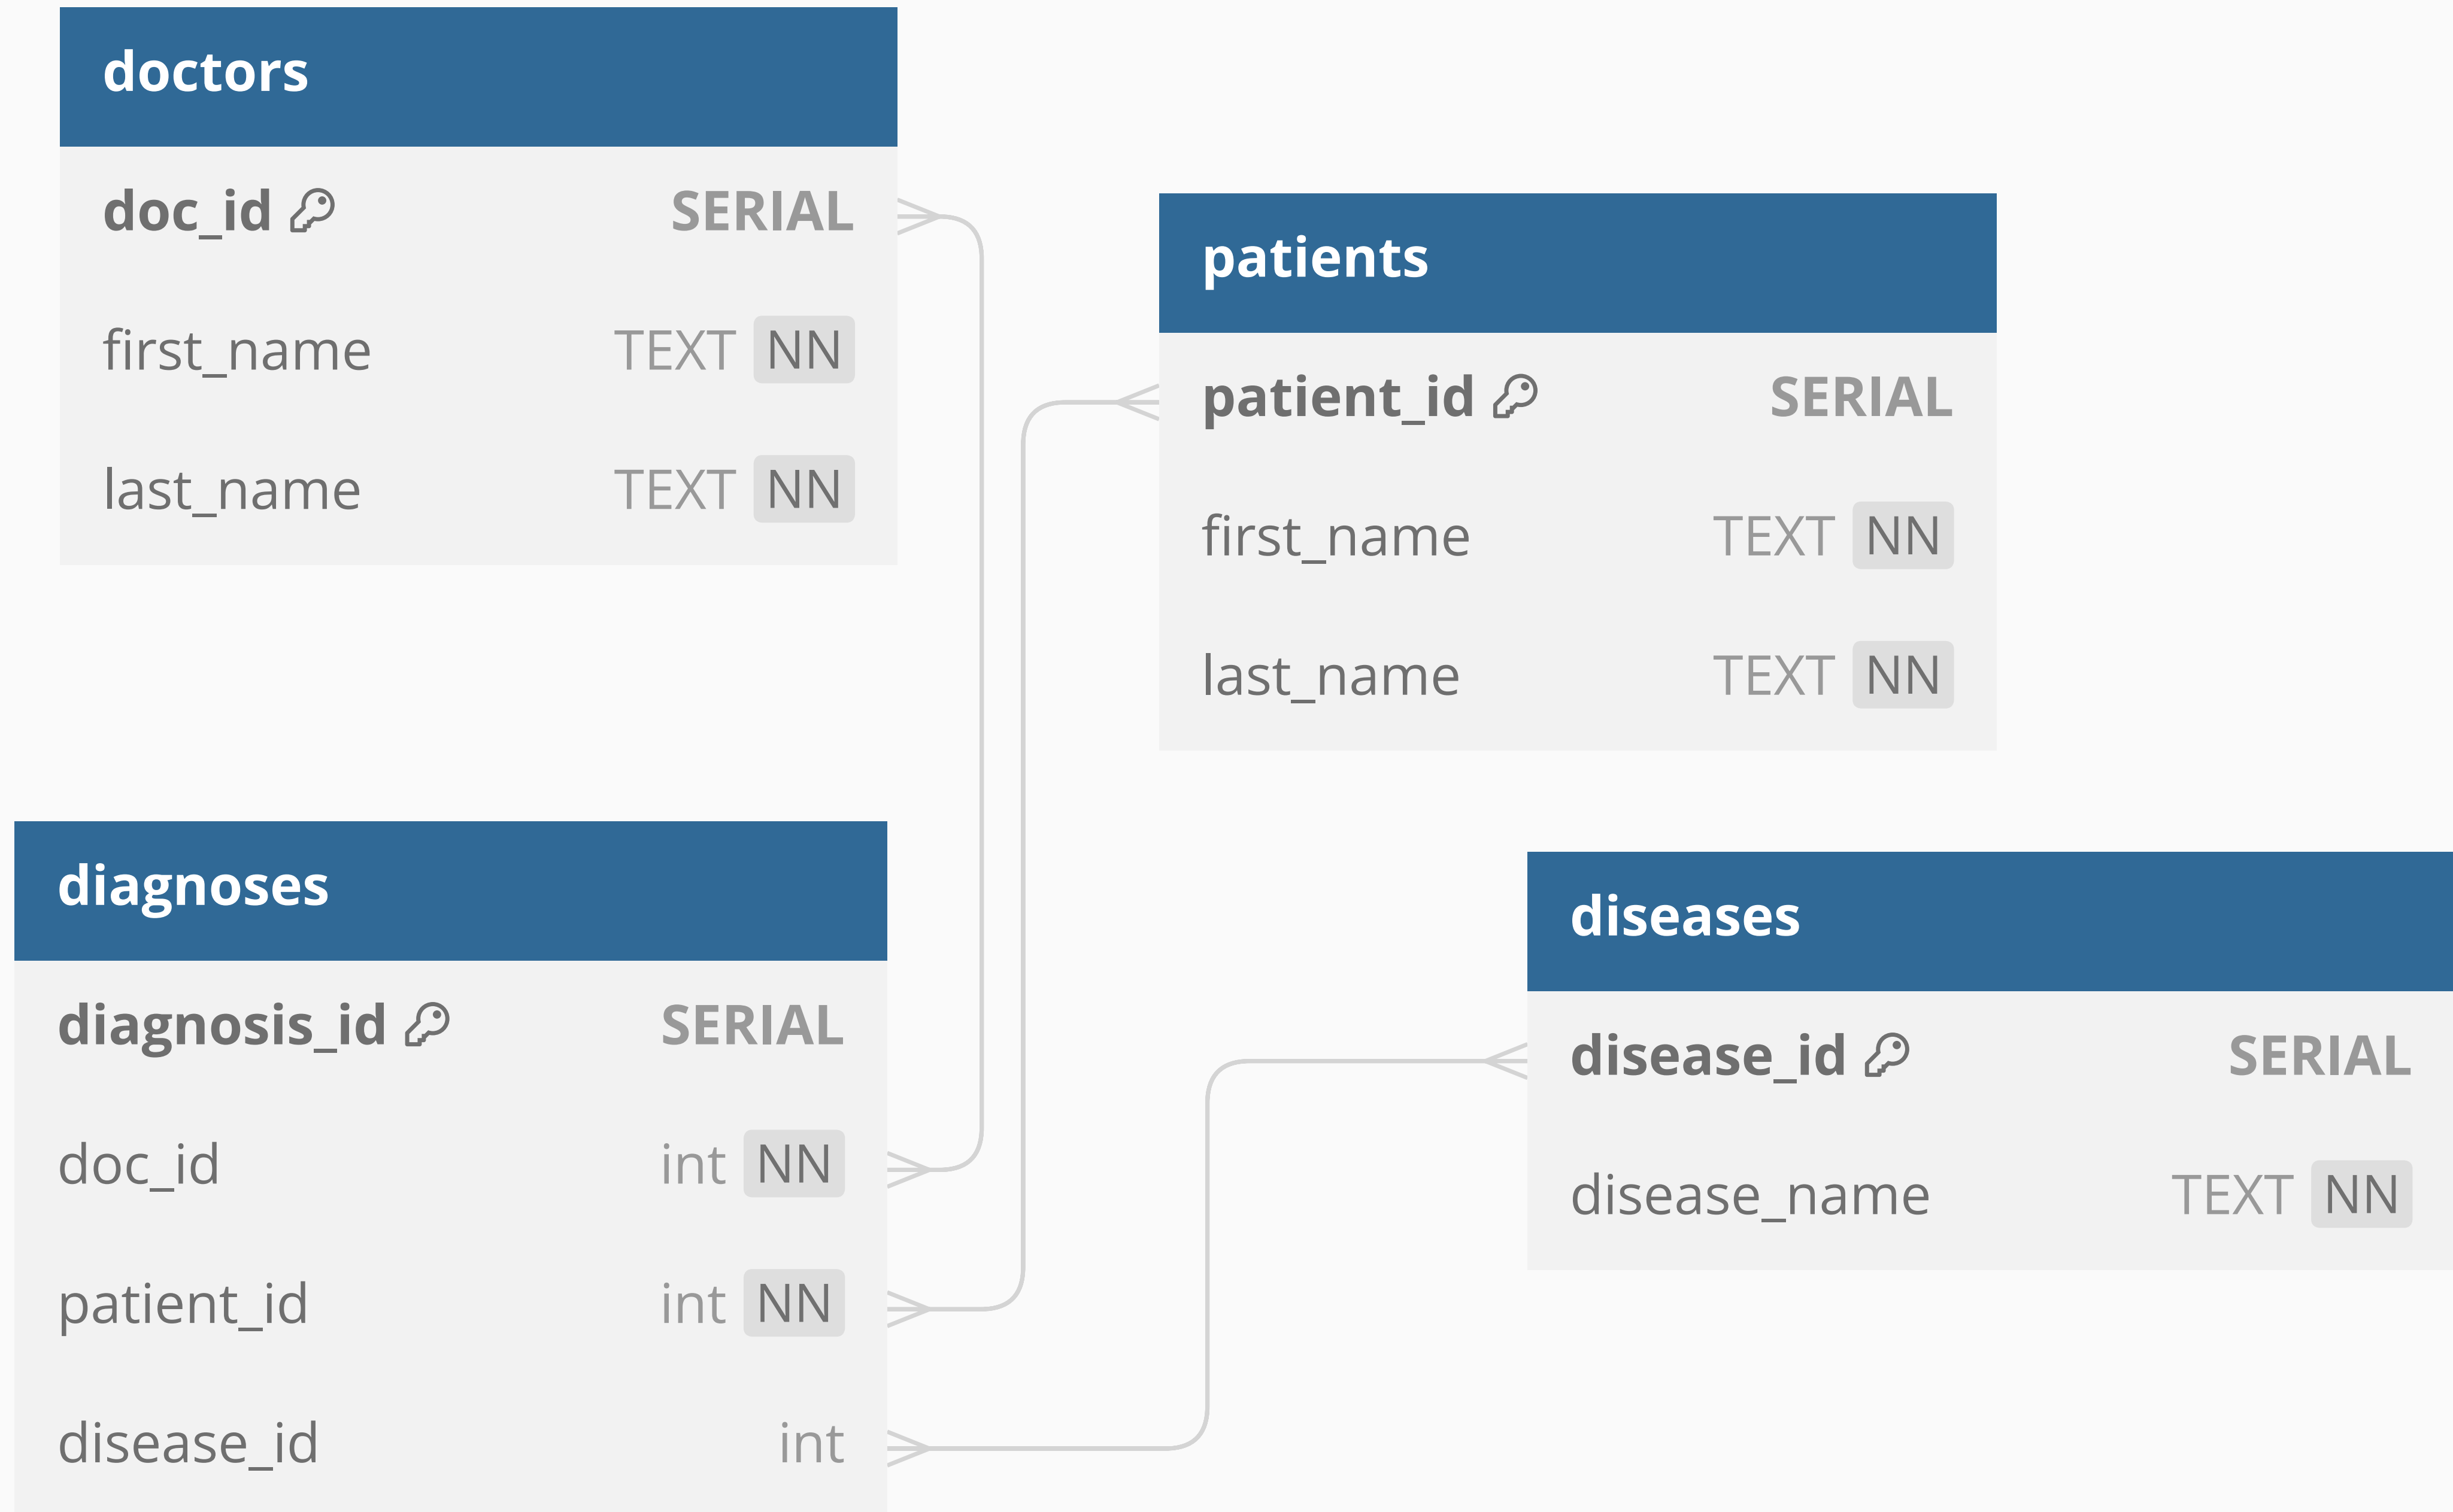 doctors
doc_id SERIAL
first_name TEXT NN
last_name TEXT NN
patients
patient_id SERIAL
first_name TEXT NN
last_name TEXT NN
diagnoses
diagnosis_id SERIAL
doc_id int NN
patient_id int NN
disease_id int
diseases
disease_id SERIAL
disease_name TEXT NN